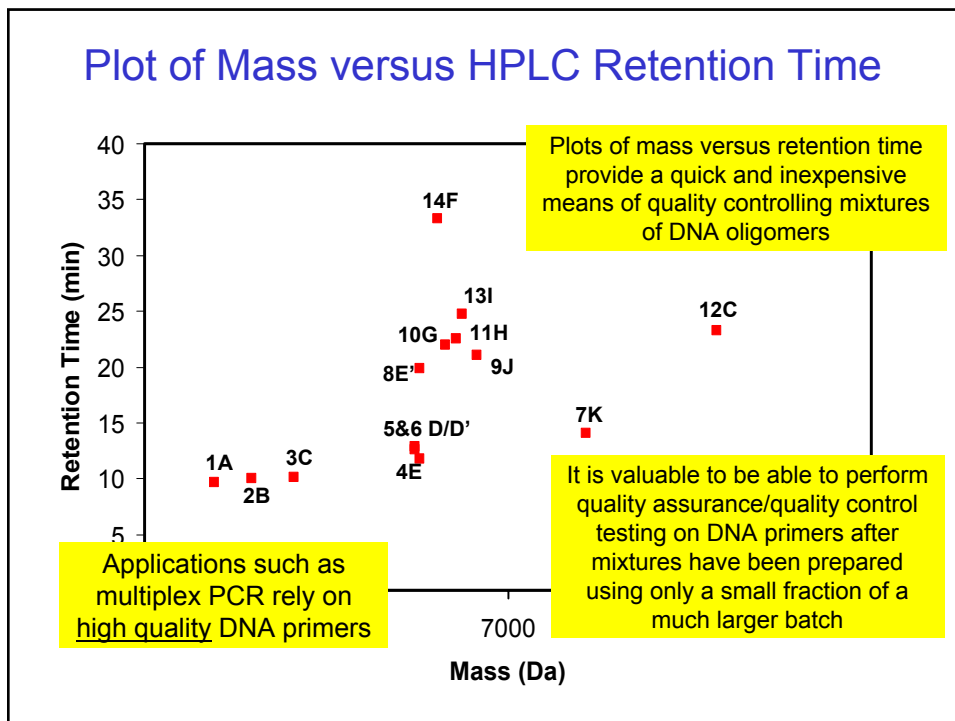 Plot of Mass versus HPLC Retention Time
40
35
30
25
20
15
10
5
Retention Time (min)
Plots of mass versus retention time
provide a quick and inexpensive
means of quality controlling mixtures
of DNA oligomers
14F
13I
12C
10G
11H
8E'
9J
7K
5&6 D/D'
1A
3C
4E
2B
It is valuable to be able to perform
quality assurance/quality control
testing on DNA primers after
mixtures have been prepared
using only a small fraction of a
much larger batch
Applications such as
multiplex PCR rely on
high quality DNA primers
7000
Mass (Da)